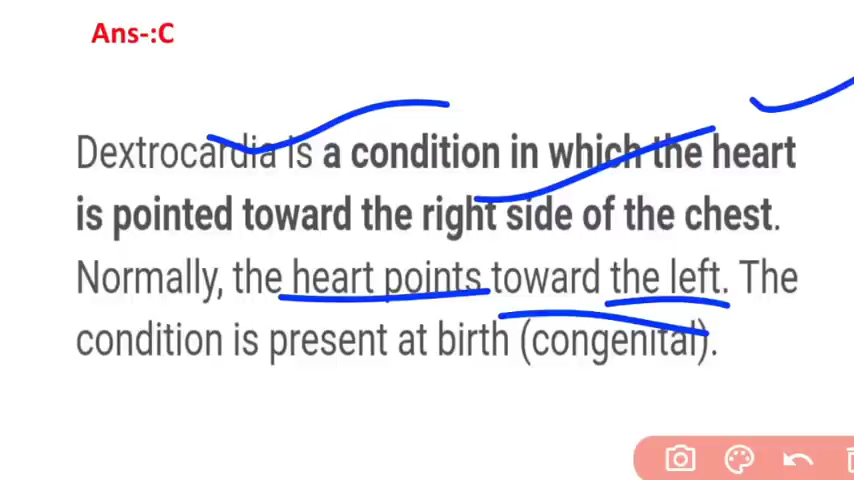 Ans-:C
Dextrocardia is a condition in which the heart
is pointed toward the right side of the chest.
Normally, the heart points toward the left. The
condition is present at birth (congenital).